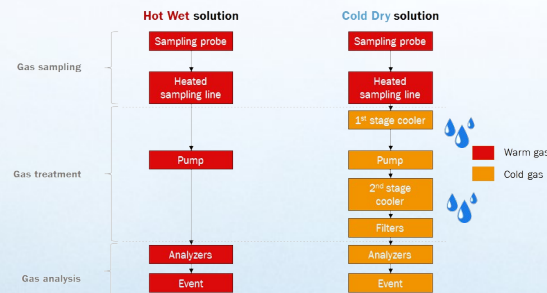 Hot Wet solution
Cold Dry solution
Gas sampling
Sampling probe
Sampling probe
Heated
sampling line
Heated
sampling line
1st stage cooler
Warm gas
Cold gas
Gas treatment
Pump
Pump
2nd stage
cooler
Filters
Gas analysis
Analyzers
Analyzers
Event
Event